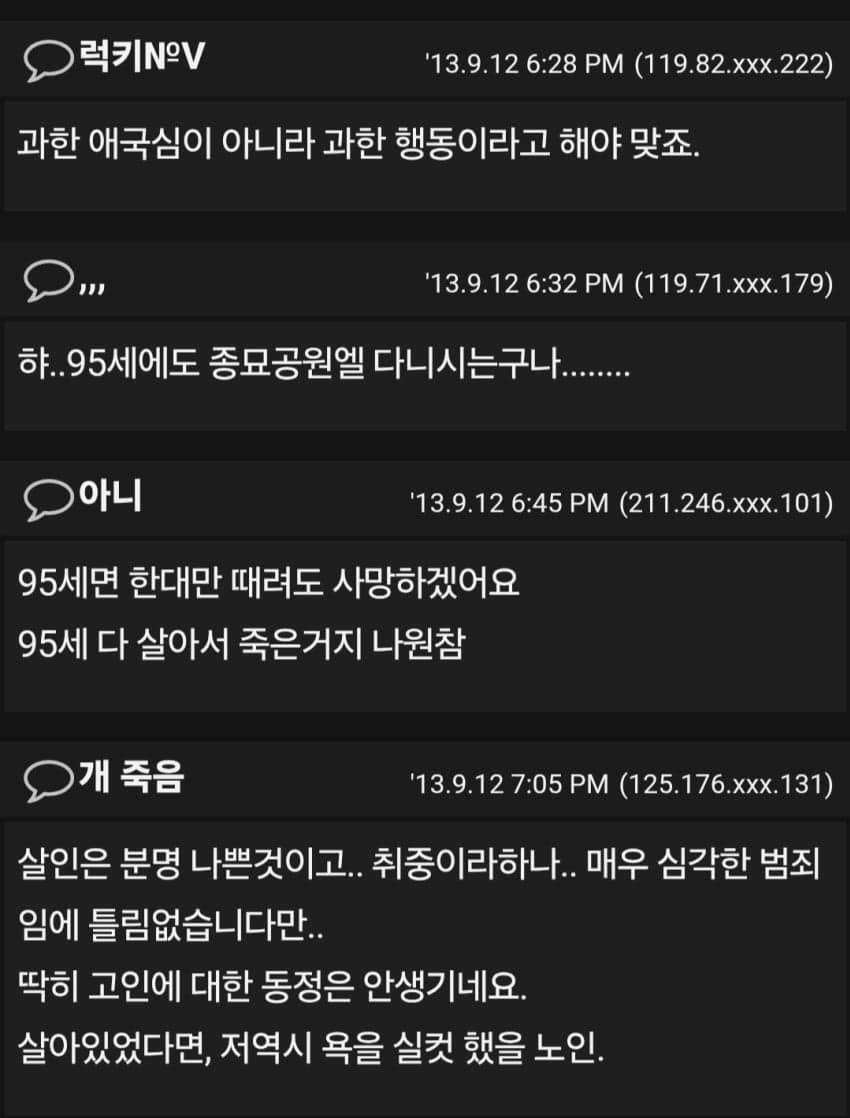 럭키№V '13.9.12 6:28 PM (119.82.xxx.222)
과한 애국심이 아니라 과한 행동이라고 해야 맞죠.
,,, '13.9.12 6:32 PM (119.71.xxx.179)
햐..95세에도 종묘공원엘 다니시는구나........
아니 '13.9.12 6:45 PM (211.246.xxx.101)
95세면 한대만 때려도 사망하겠어요
95세 다 살아서 죽은거지 나원참
개 죽음 '13.9.12 7:05 PM (125.176.xxx.131)
살인은 분명 나쁜것이고.. 취중이라하나.. 매우 심각한 범죄
임에 틀림없습니다만..
딱히 고인에 대한 동정은 안생기네요.
살아있었다면, 저역시 욕을 실컷 했을 노인.